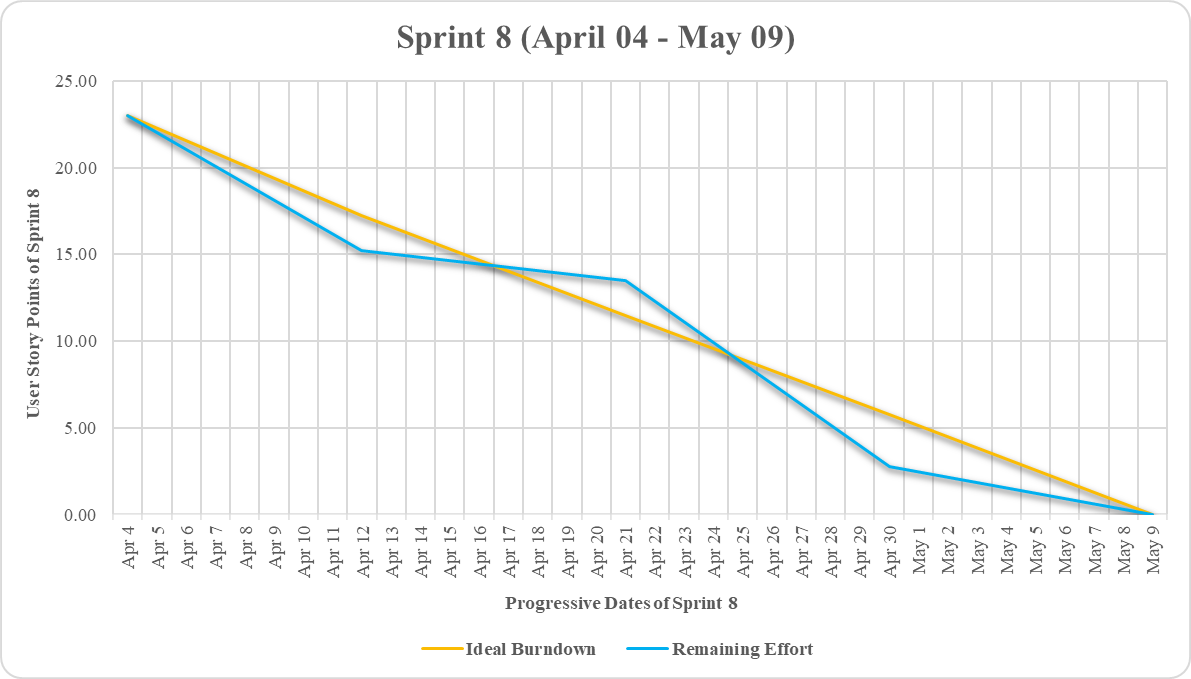 Sprint 8 (April 04 - May 09)
25.00
20.00
15.00
10.00
5.00
0.00
User Story Points of Sprint 8
Apr 4
Apr 5
Apr 6
Apr 7
Apr 8
Apr 9
Apr 10
Apr 11
Apr 12
Apr 13
Apr 14
Apr 15
Apr 16
Apr 17
Apr 18
Apr 19
Apr 20
Apr 21
Apr 22
Apr 23
Apr 24
Apr 25
Apr 26
Apr 27
Apr 28
Apr 29
Apr 30
May 1
May 2
May 3
May 4
May 5
May 6
May 7
May 8
May 9
Progressive Dates of Sprint 8
Ideal Burndown
Remaining Effort